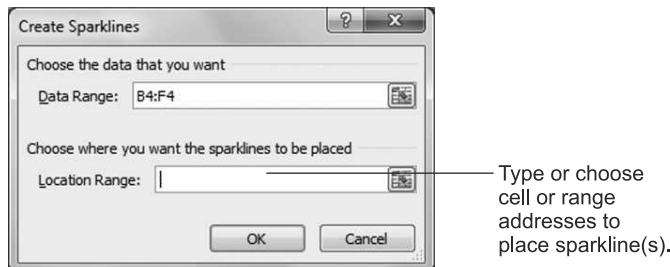 Create Sparklines
Choose the data that you want
Data Range: B4:F4
Choose where you want the sparklines to be placed
Location Range:
Type or choose
cell or range
addresses to
place sparkline(s).
OK Cancel